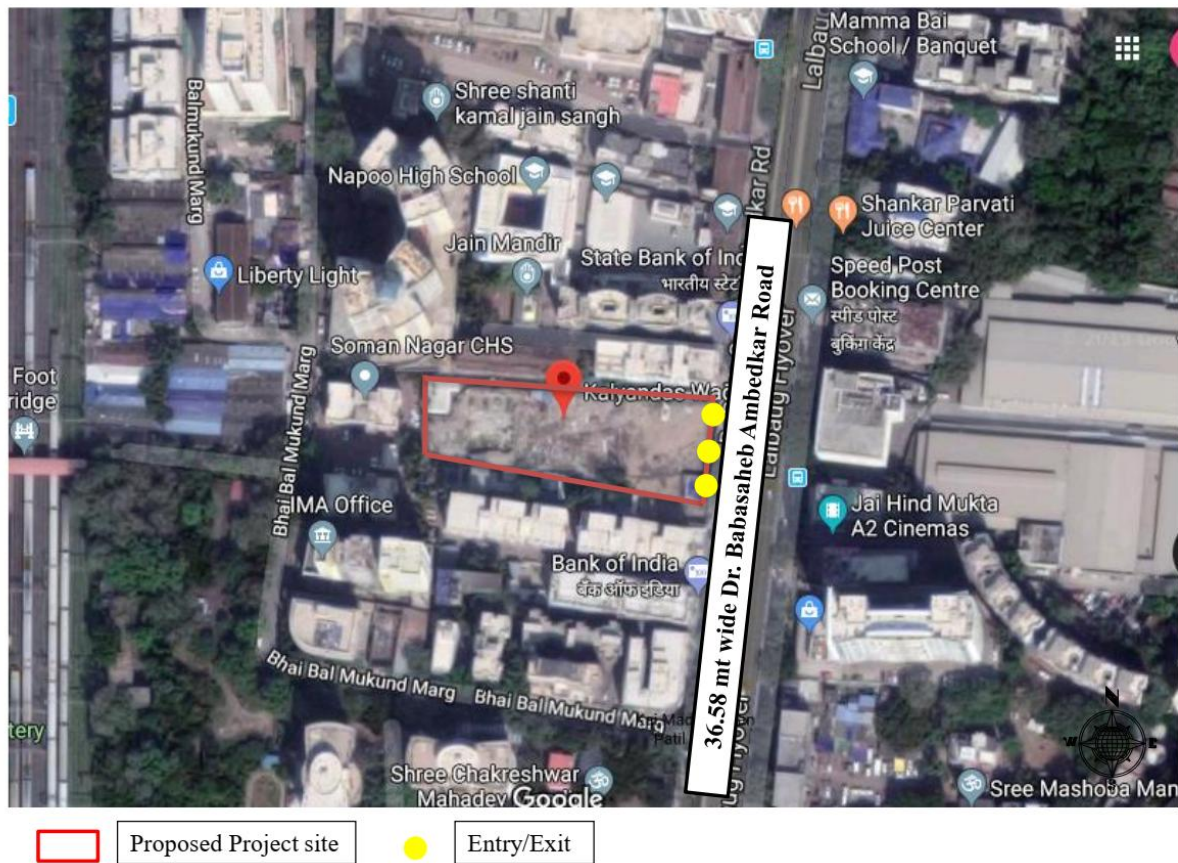 Mamma Bai
School / Banquet
Lalbaug
Balmukund Marg
Shree shanti
kamal jain sangh
Napoo High School
Shankar Parvati
Juice Center
Jain Mandir
State Bank of
भारतीय
Liberty Light
Speed Post
Booking Centre
स्पीड पोस्ट
बुकिंग केंद्र
36.58 mt wide Dr. Babasaheb Ambedkar Road
Lalbaug Flyover
Soman Nagar CHS
Foot
Bhai Bal Mukund Marg
Kalyandas
IMA Office
Jai Hind Mukta
A2 Cinemas
Bank of India
बैंक ऑफ इंडिया
Bhai Bal Mukund Marg
Bhai Bal Mukund Marg
N
Shree Chakreshwar
Mahadev
Google
Sree Mashoba
Proposed Project site
Entry/Exit